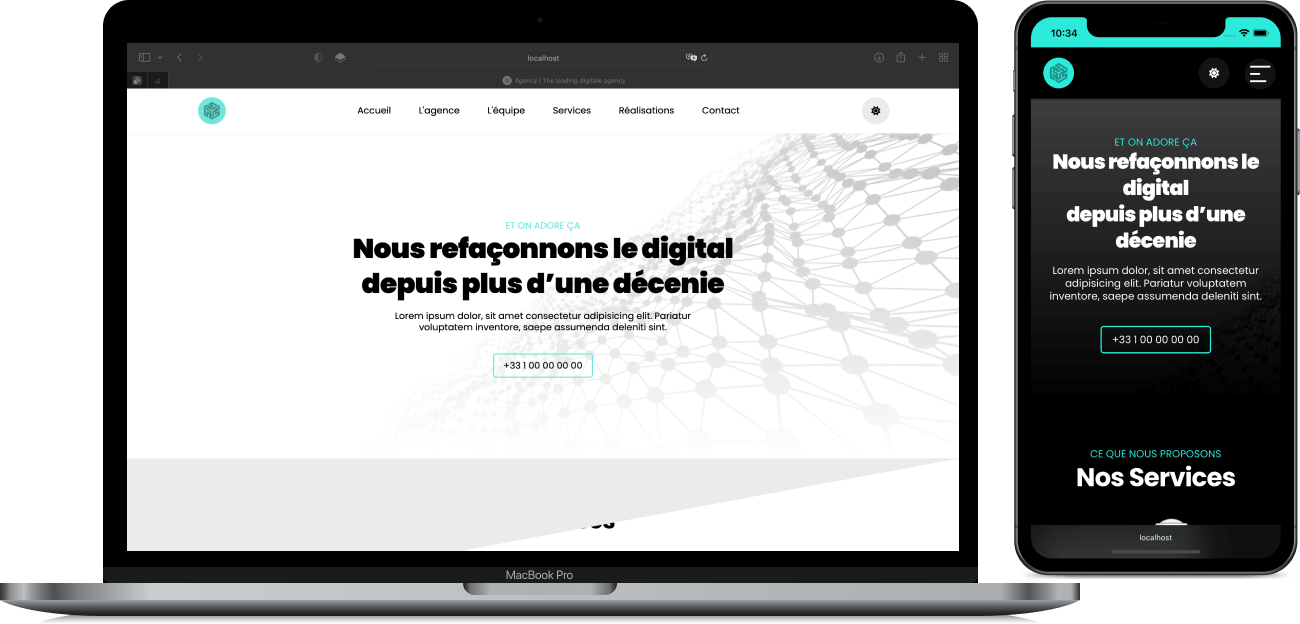 localhost
Agency | The leading digitale agency
Accueil
L'agence
L'équipe
Services
Réalisations
Contact
ET ON ADORE ÇA
Nous refaçonnons le digital
depuis plus d’une décenie
Lorem ipsum dolor, sit amet consectetur adipisicing elit. Pariatur
voluptatem inventore, saepe assumenda deleniti sint.
+33 1 00 00 00 00
MacBook Pro
10:34
ET ON ADORE ÇA
Nous refaçonnons le
digital
depuis plus d’une
décenie
Lorem ipsum dolor, sit amet consectetur
adipisicing elit. Pariatur voluptatem
inventore, saepe assumenda deleniti sint.
+33 1 00 00 00 00
CE QUE NOUS PROPOSONS
Nos Services
localhost